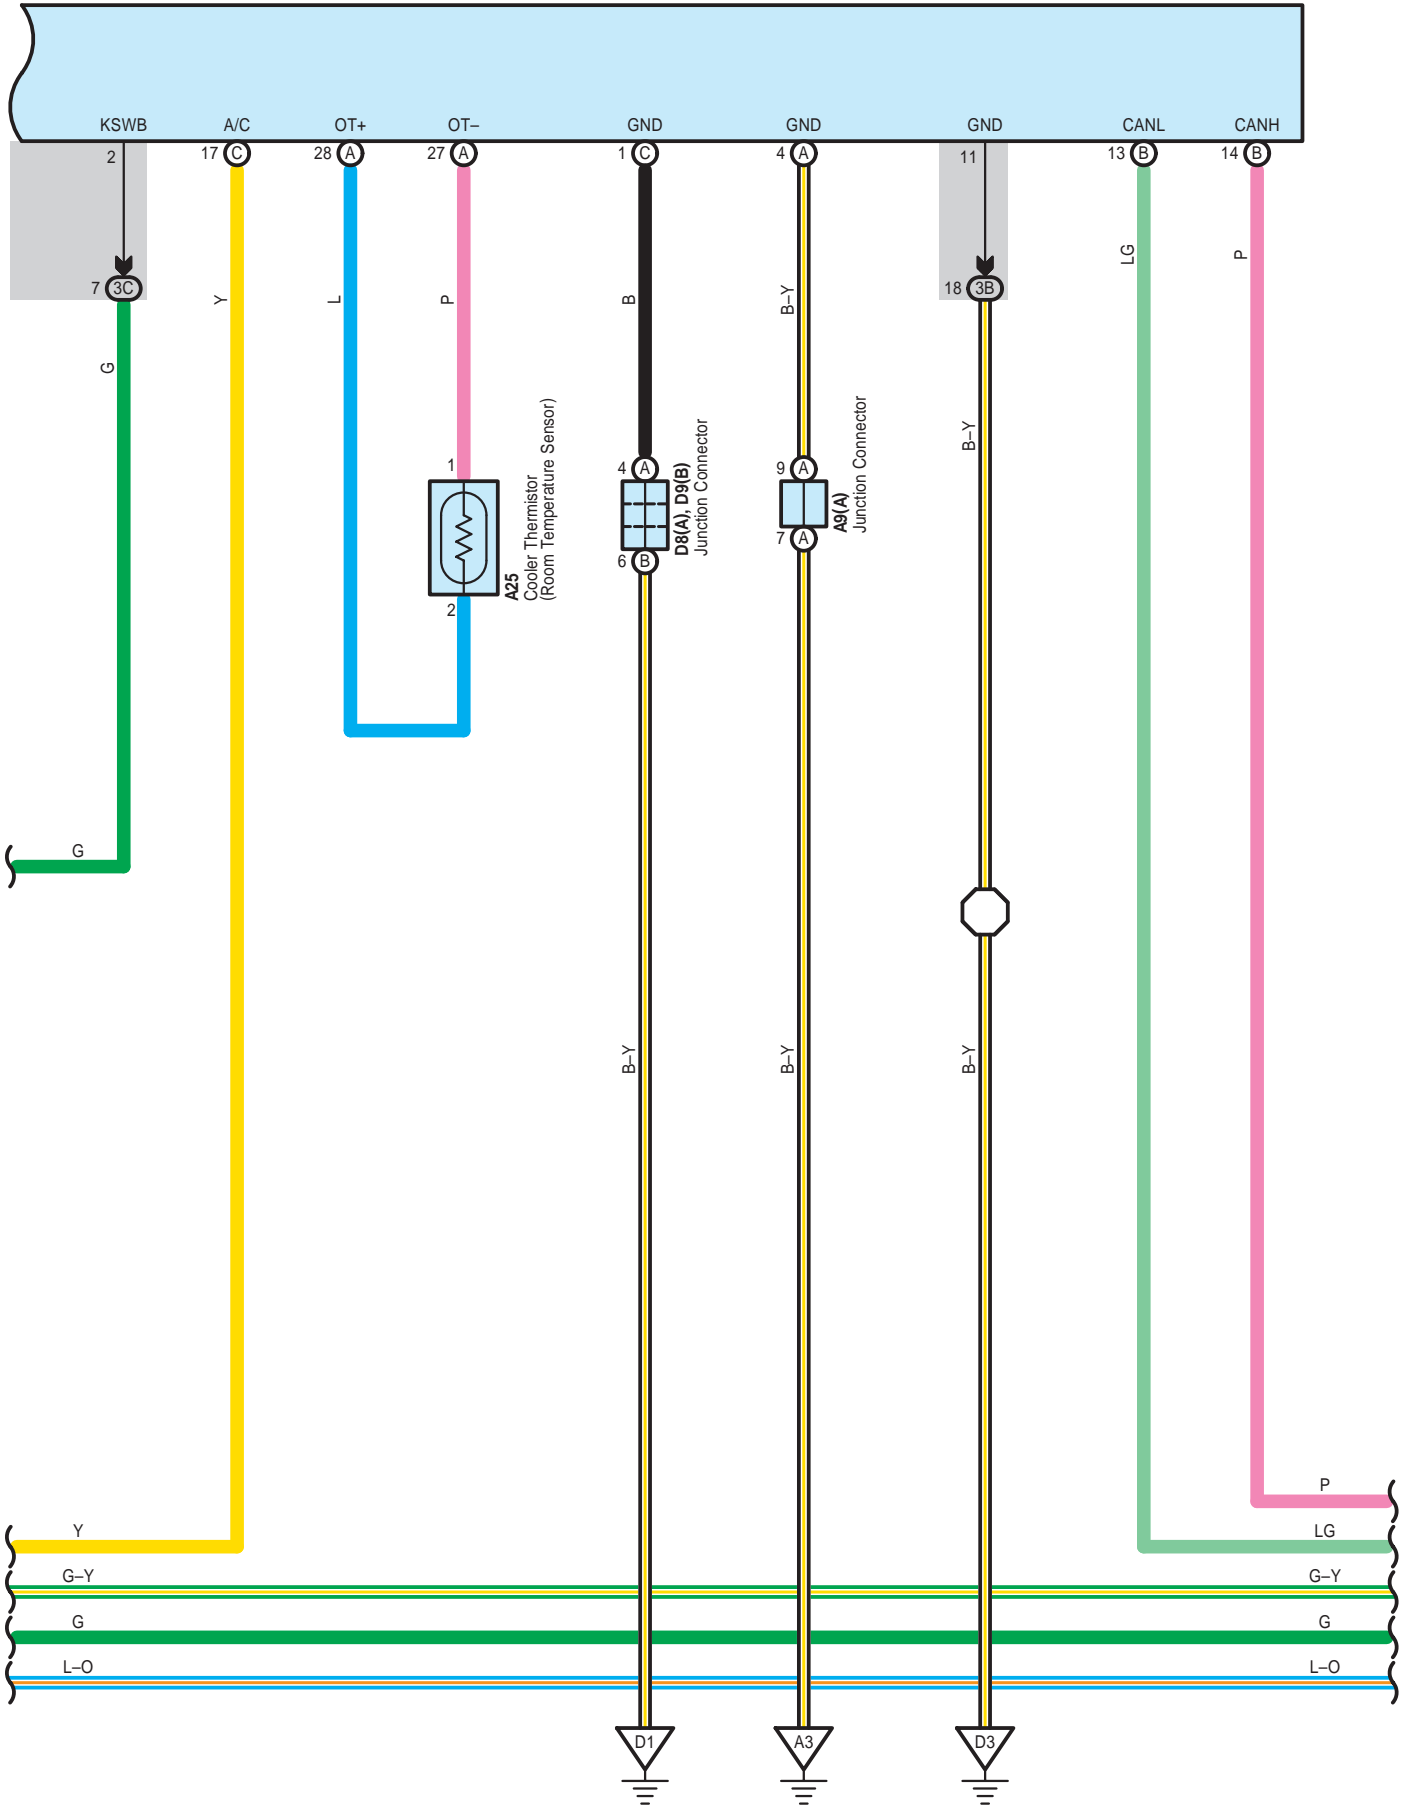 KSWB A/C OT+ OT– GND GND GND CANL CANH
2 17 C 28 A 27 A 1 C 4 A 11 13 B 14 B
LG P
7 3C Y L P B B–Y 18 3B
G
B–Y
1 4 A 9 A
A25
Cooler Thermistor
(Room Temperature Sensor)
D8(A), D9(B)
Junction Connector
A9(A)
Junction Connector
7 A
6 B
2
G
B–Y B–Y B–Y
P
Y LG
G–Y G–Y
G G
L–O L–O
D1 A3 D3